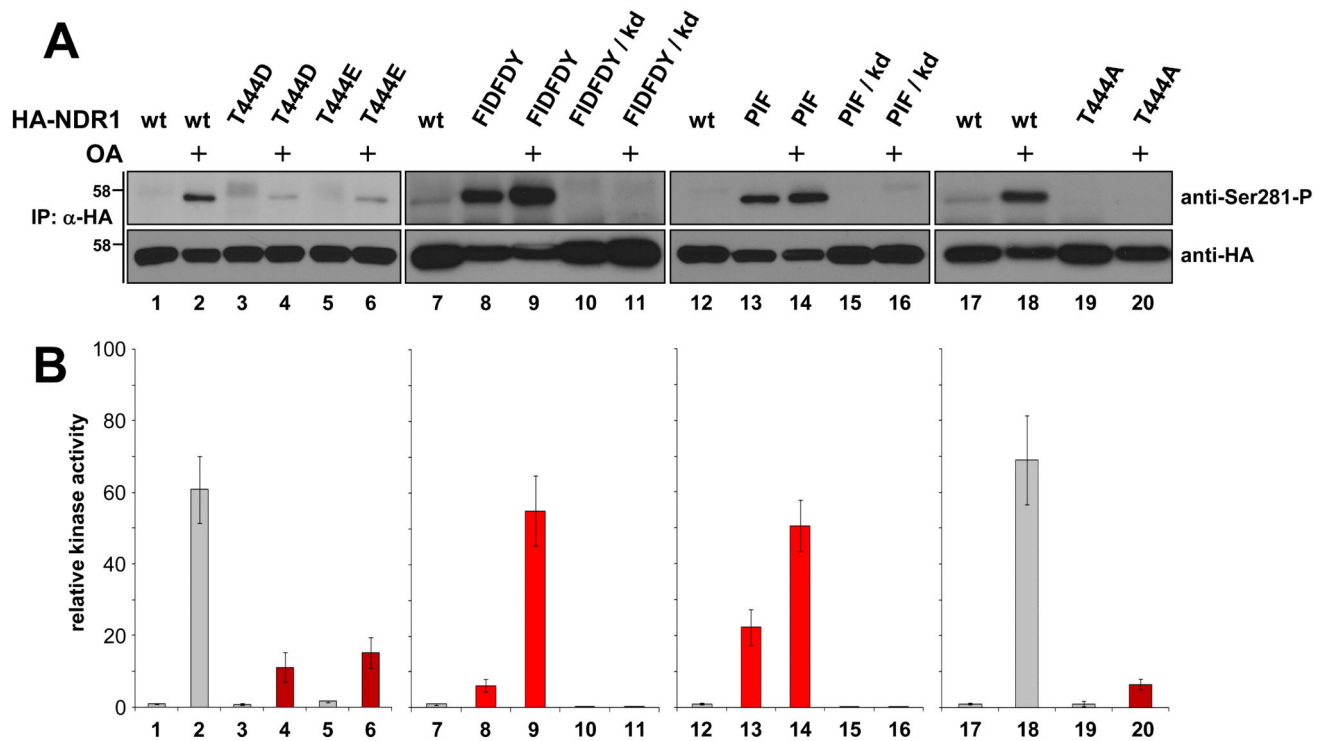 A
HA-NDR1 wt wt T444D T444D T444E T444E wt FIDFDY FIDFDY FIDFDY / kd FIDFDY / kd wt PIF PIF PIF / kd PIF / kd wt wt T444A T444A
OA + + + + + + + + +
58 anti-Ser281-P
IP: α-HA
58 anti-HA
1 2 3 4 5 6 7 8 9 10 11 12 13 14 15 16 17 18 19 20
B
relative kinase activity
100
80
60
40
20
0
1 2 3 4 5 6 7 8 9 10 11 12 13 14 15 16 17 18 19 20